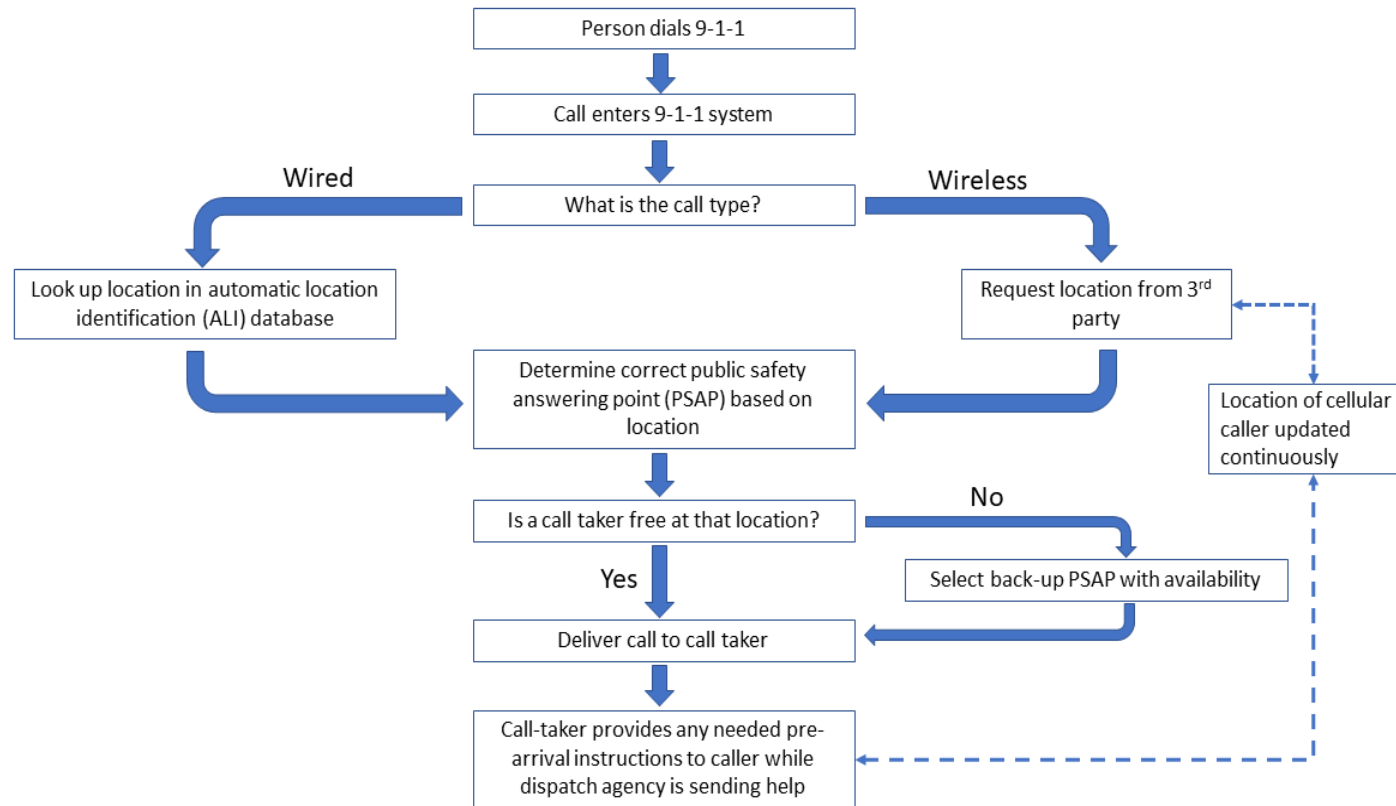 Person dials 9-1-1
Call enters 9-1-1 system
Wired
What is the call type?
Wireless
Look up location in automatic location
identification (ALI) database
Request location from 3rd
party
Determine correct public safety
answering point (PSAP) based on
location
Location of cellular
caller updated
continuously
Is a call taker free at that location?
No
Yes
Select back-up PSAP with availability
Deliver call to call taker
Call-taker provides any needed pre-
arrival instructions to caller while
dispatch agency is sending help